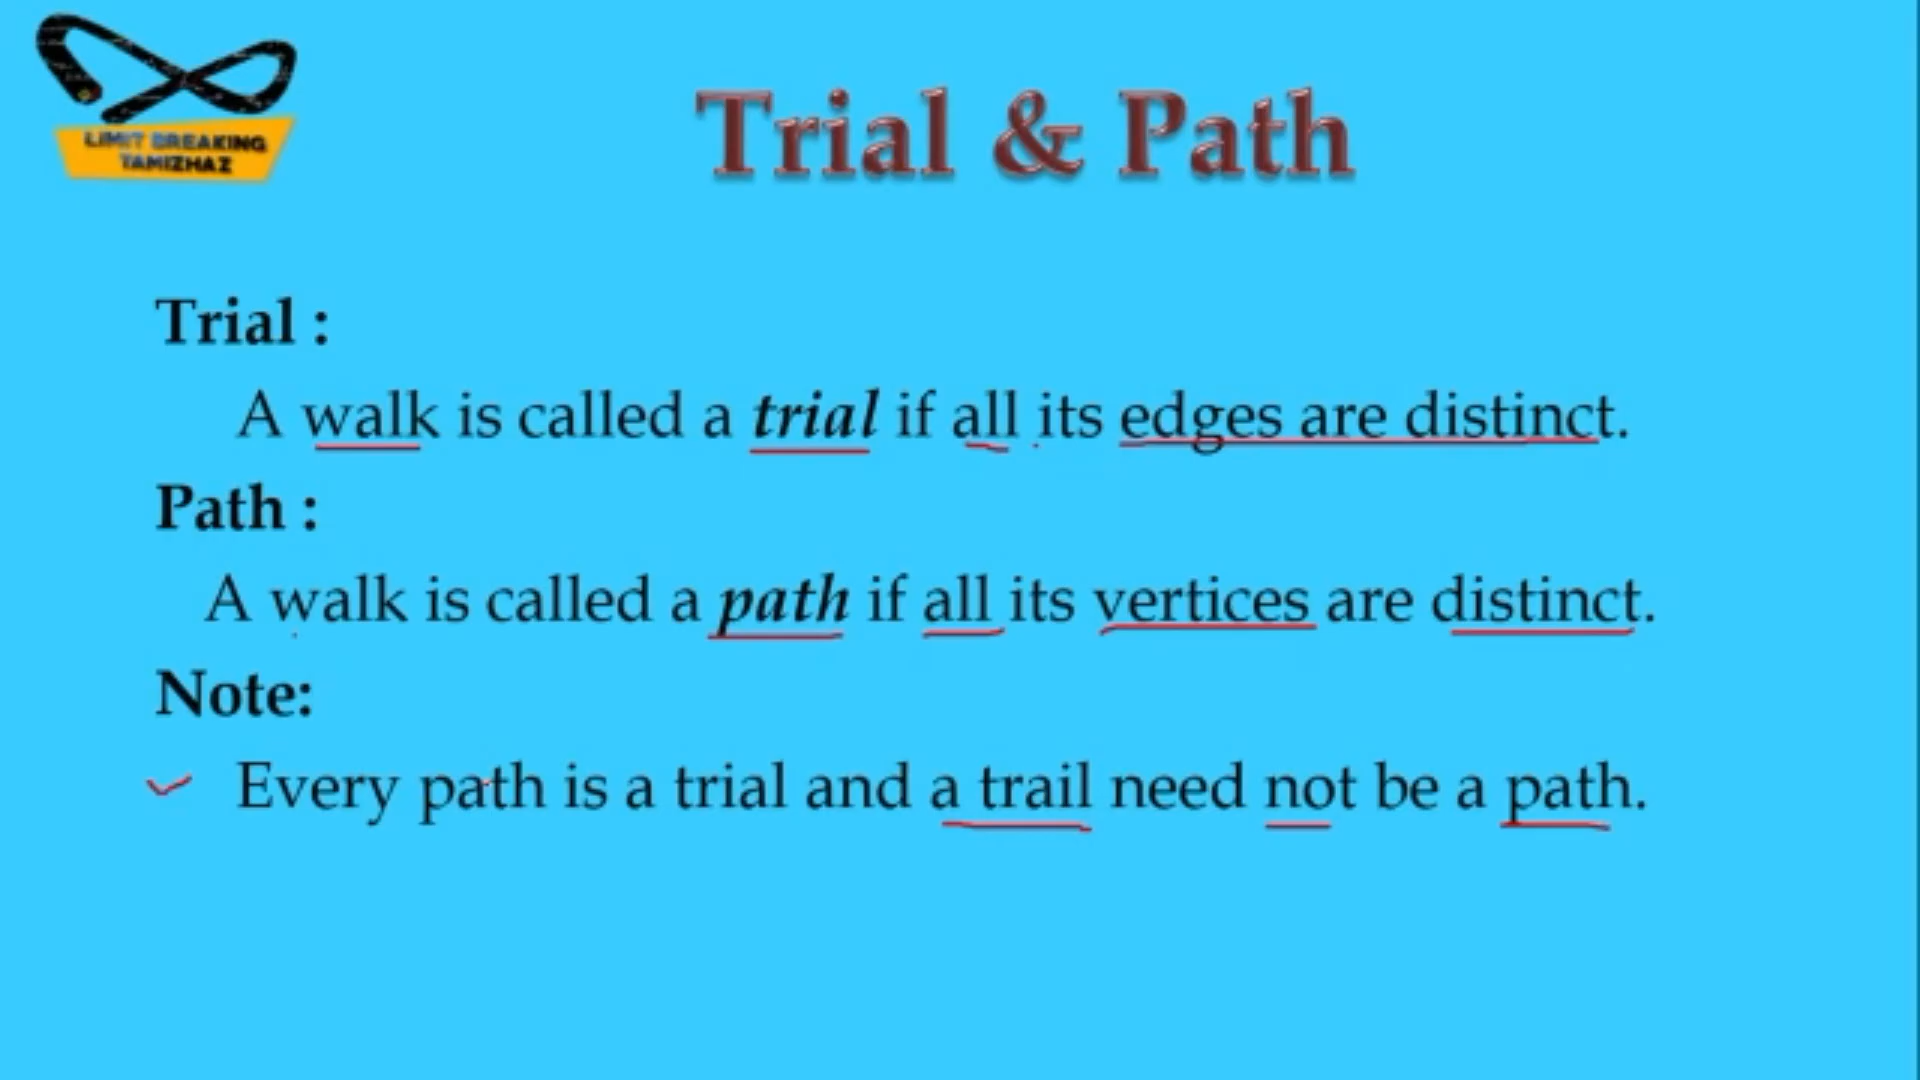 LIMIT BREAKING
TAMIZHAZ
Trial & Path
Trial :
A walk is called a trial if all its edges are distinct.
Path :
A walk is called a path if all its vertices are distinct.
Note:
Every path is a trial and a trail need not be a path.